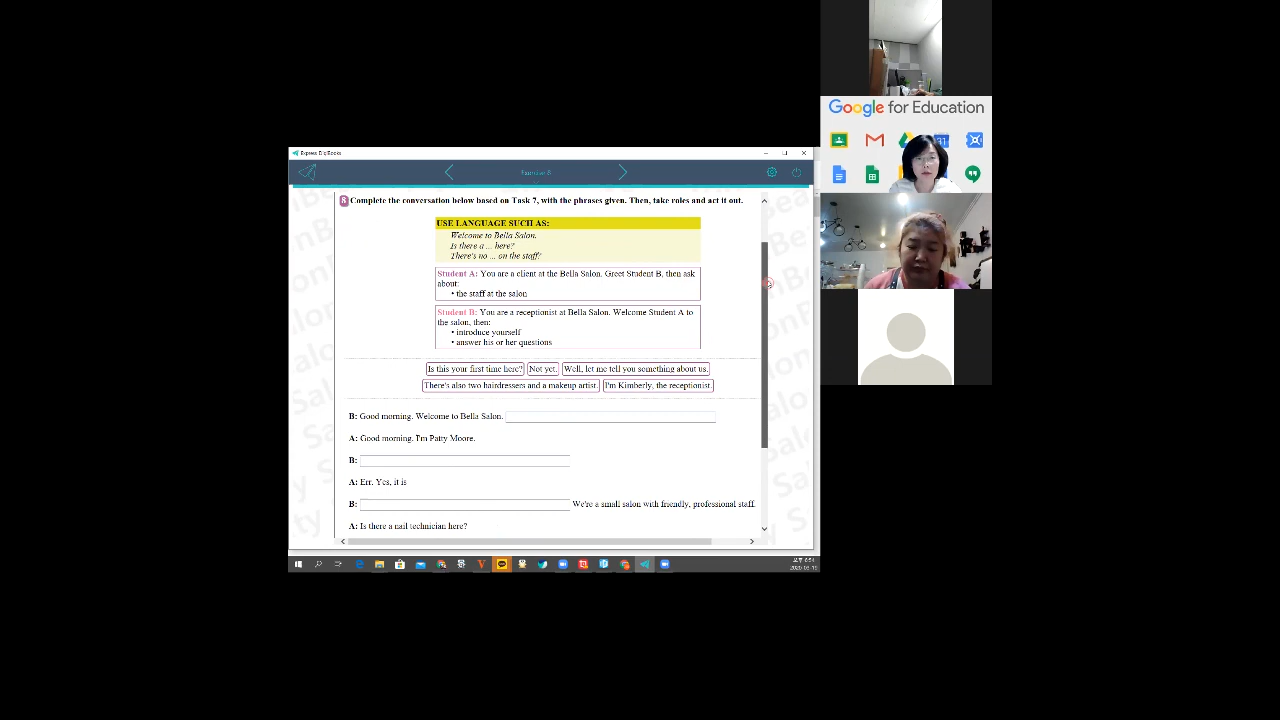 Google for Education
31
Express DigiBooks
Exercise 8
8 Complete the conversation below based on Task 7, with the phrases given. Then, take roles and act it out.
USE LANGUAGE SUCH AS:
Welcome to Bella Salon.
Is there a ... here?
There's no ... on the staff.
Student A: You are a client at the Bella Salon. Greet Student B, then ask
about:
• the staff at the salon
Student B: You are a receptionist at Bella Salon. Welcome Student A to
the salon, then:
• introduce yourself
• answer his or her questions
Is this your first time here? Not yet. Well, let me tell you something about us.
There's also two hairdressers and a makeup artist. I'm Kimberly, the receptionist.
B: Good morning. Welcome to Bella Salon.
A: Good morning. I'm Patty Moore.
B:
A: Err. Yes, it is
B: We're a small salon with friendly, professional staff.
A: Is there a nail technician here?